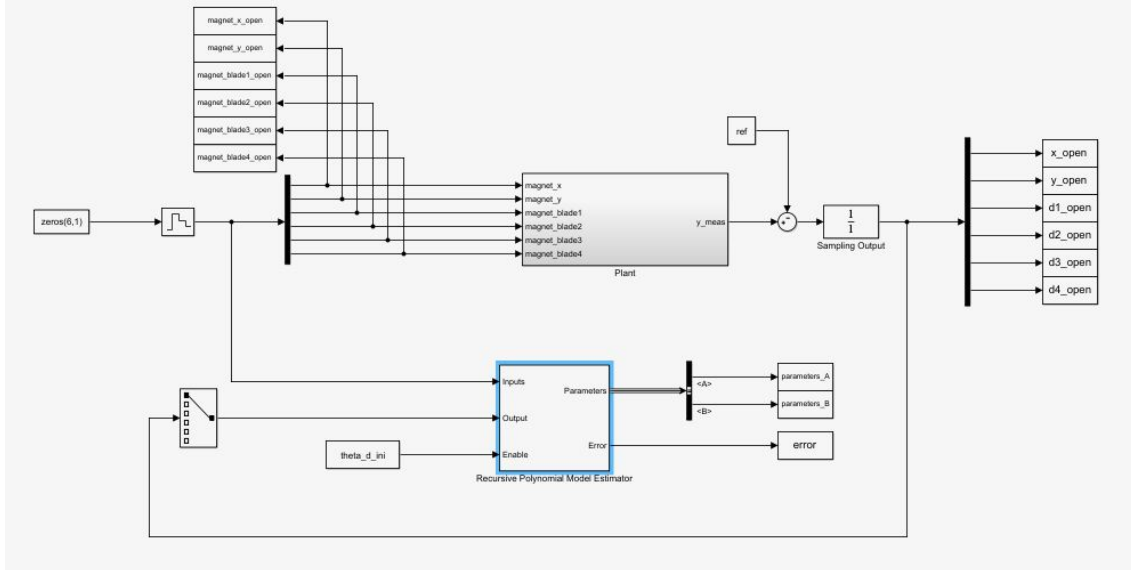 magnet_x_open
magnet_y_open
magnet_blade1_open
magnet_blade2_open
magnet_blade3_open
magnet_blade4_open
ref
x_open
y_open
d1_open
d2_open
d3_open
d4_open
zeros(6,1)
magnet_x
magnet_y
magnet_blade1
magnet_blade2
magnet_blade3
magnet_blade4
y_meas
Plant
1
1
Sampling Output
Inputs
Output
Enable
Parameters
Error
Recursive Polynomial Model Estimator
theta_d_ini
<A>
<B>
parameters_A
parameters_B
error